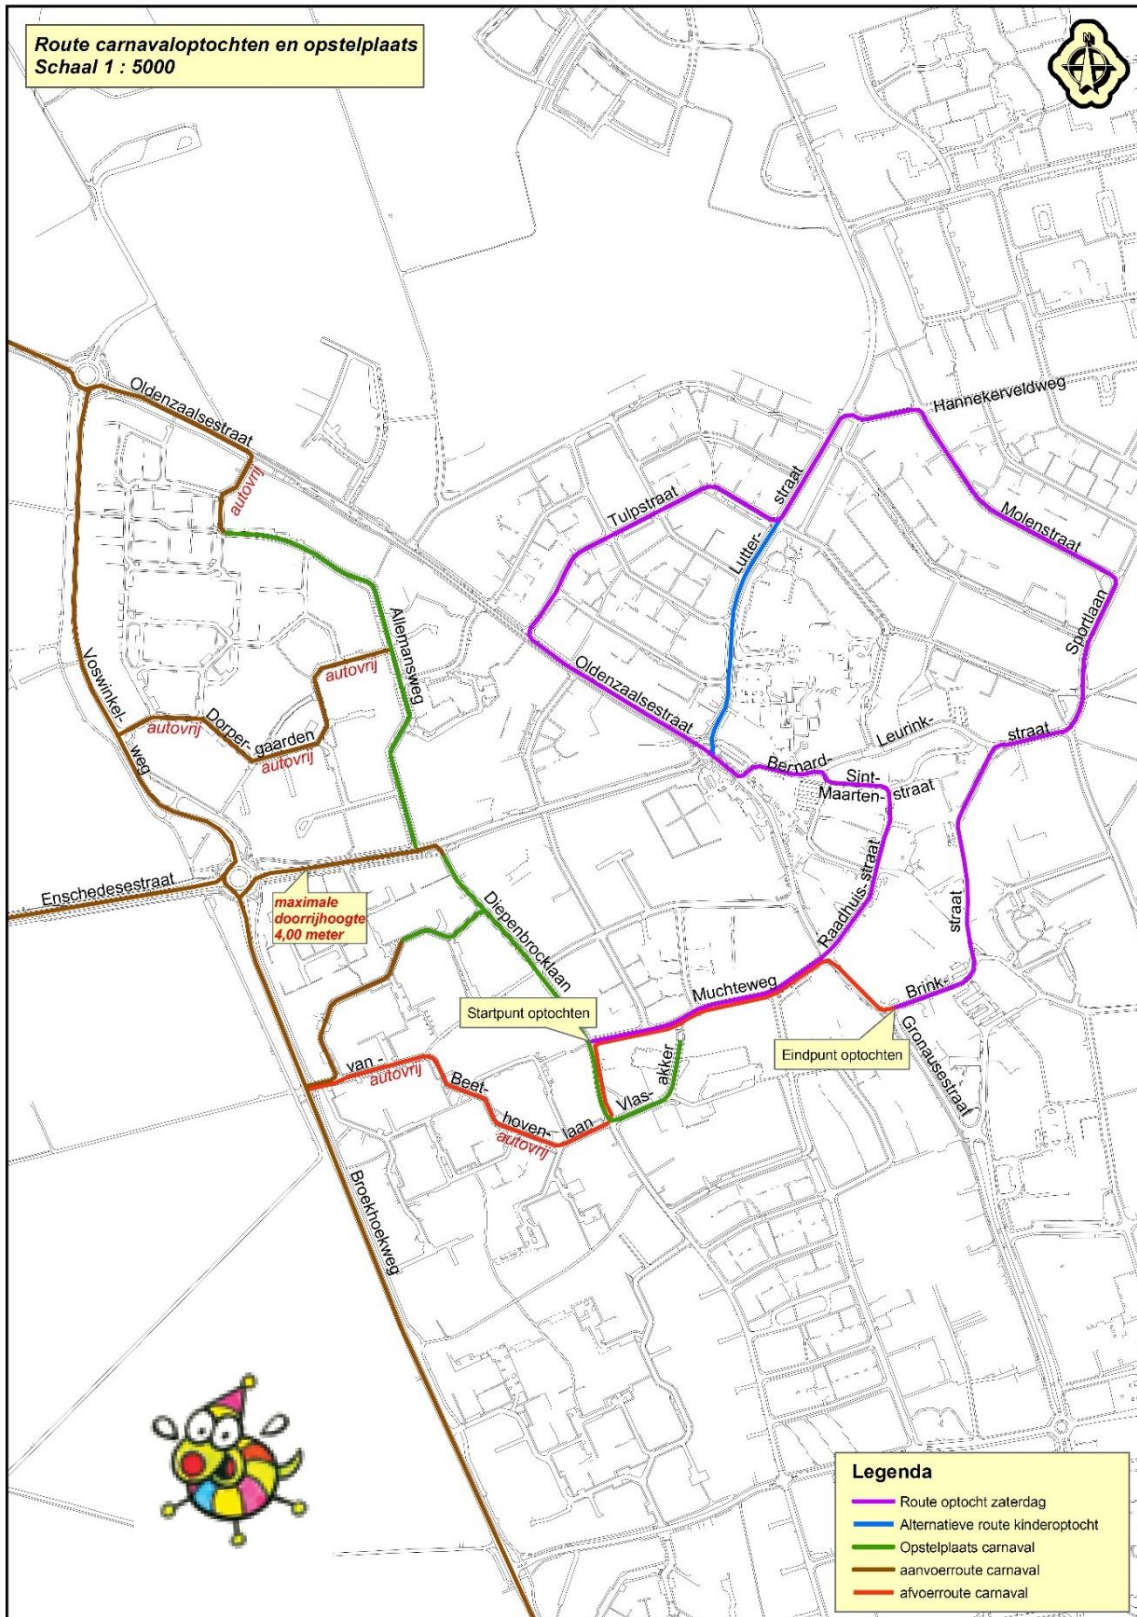 Route carnavaloptochten en opstelplaats
Schaal 1 : 5000
N
Hannekerveldweg
Oldenzaalsestraat
autovrij
straat
Tulpstraat
Lutter-
Molenstraat
Sportlaan
Allemansweg
Voswinkel-
weg
autovrij
Dorper-
autovrij
gaarden
autovrij
Oldenzaalsestraat
Leurink-
straat
Bernard-
Sint-
Maarten-
straat
Enschedesestraat
maximale
doorrijhoogte
4,00 meter
Diepenbrocklaan
Raadhuis-
straat
straat
Brink-
Muchteweg
Startpunt optochten
Eindpunt optochten
Gronausestraat
van -
autovrij
Beet-
hoven-
laan
autovrij
Vlas-
akker
Broekhoekweg
Legenda
Route optocht zaterdag
Alternatieve route kinderoptocht
Opstelplaats carnaval
aanvoerroute carnaval
afvoerroute carnaval